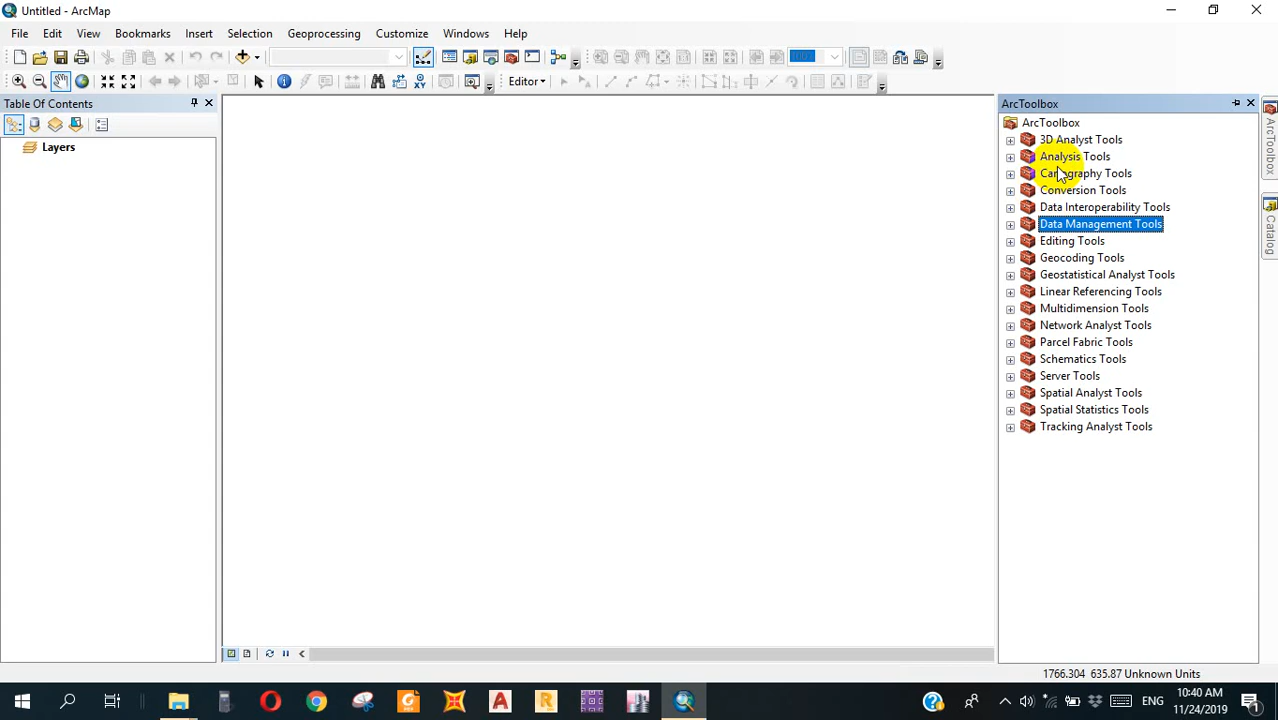 Untitled - ArcMap
File Edit View Bookmarks Insert Selection Geoprocessing Customize Windows Help
Editor
Table Of Contents
ArcToolbox
Layers
ArcToolbox
3D Analyst Tools
Analysis Tools
Cartography Tools
Conversion Tools
Data Interoperability Tools
Data Management Tools
Editing Tools
Geocoding Tools
Geostatistical Analyst Tools
Linear Referencing Tools
Multidimension Tools
Network Analyst Tools
Parcel Fabric Tools
Schematics Tools
Server Tools
Spatial Analyst Tools
Spatial Statistics Tools
Tracking Analyst Tools
ArcToolbox
Catalog
1766.304 635.87 Unknown Units
ENG
10:40 AM
11/24/2019